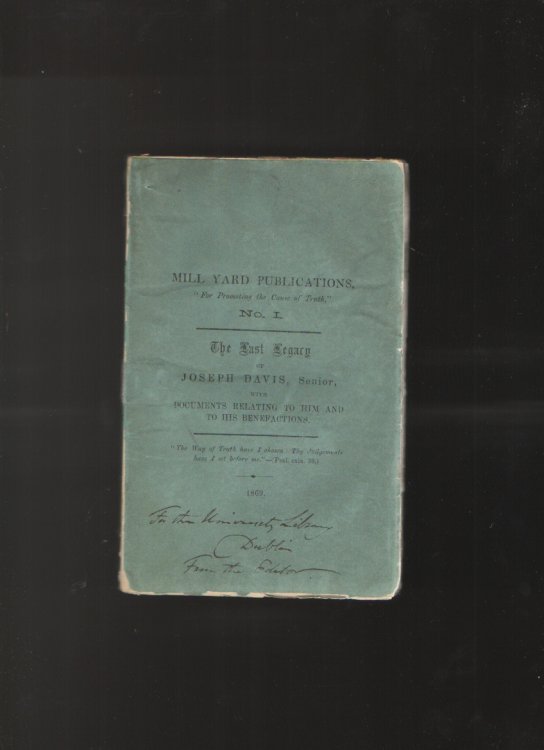 MILL YARD PUBLICATIONS,
"For Promoting the Cause of Truth,"
No. I.
The Last Legacy
OF
JOSEPH DAVIS, Senior,
WITH
DOCUMENTS RELATING TO HIM AND
TO HIS BENEFACTIONS.
"The Way of Truth have I chosen Thy Judgements
have I set before me."—(Psal. cxix. 30.)
1869.
For the University Library
Dublin
From the Editor.